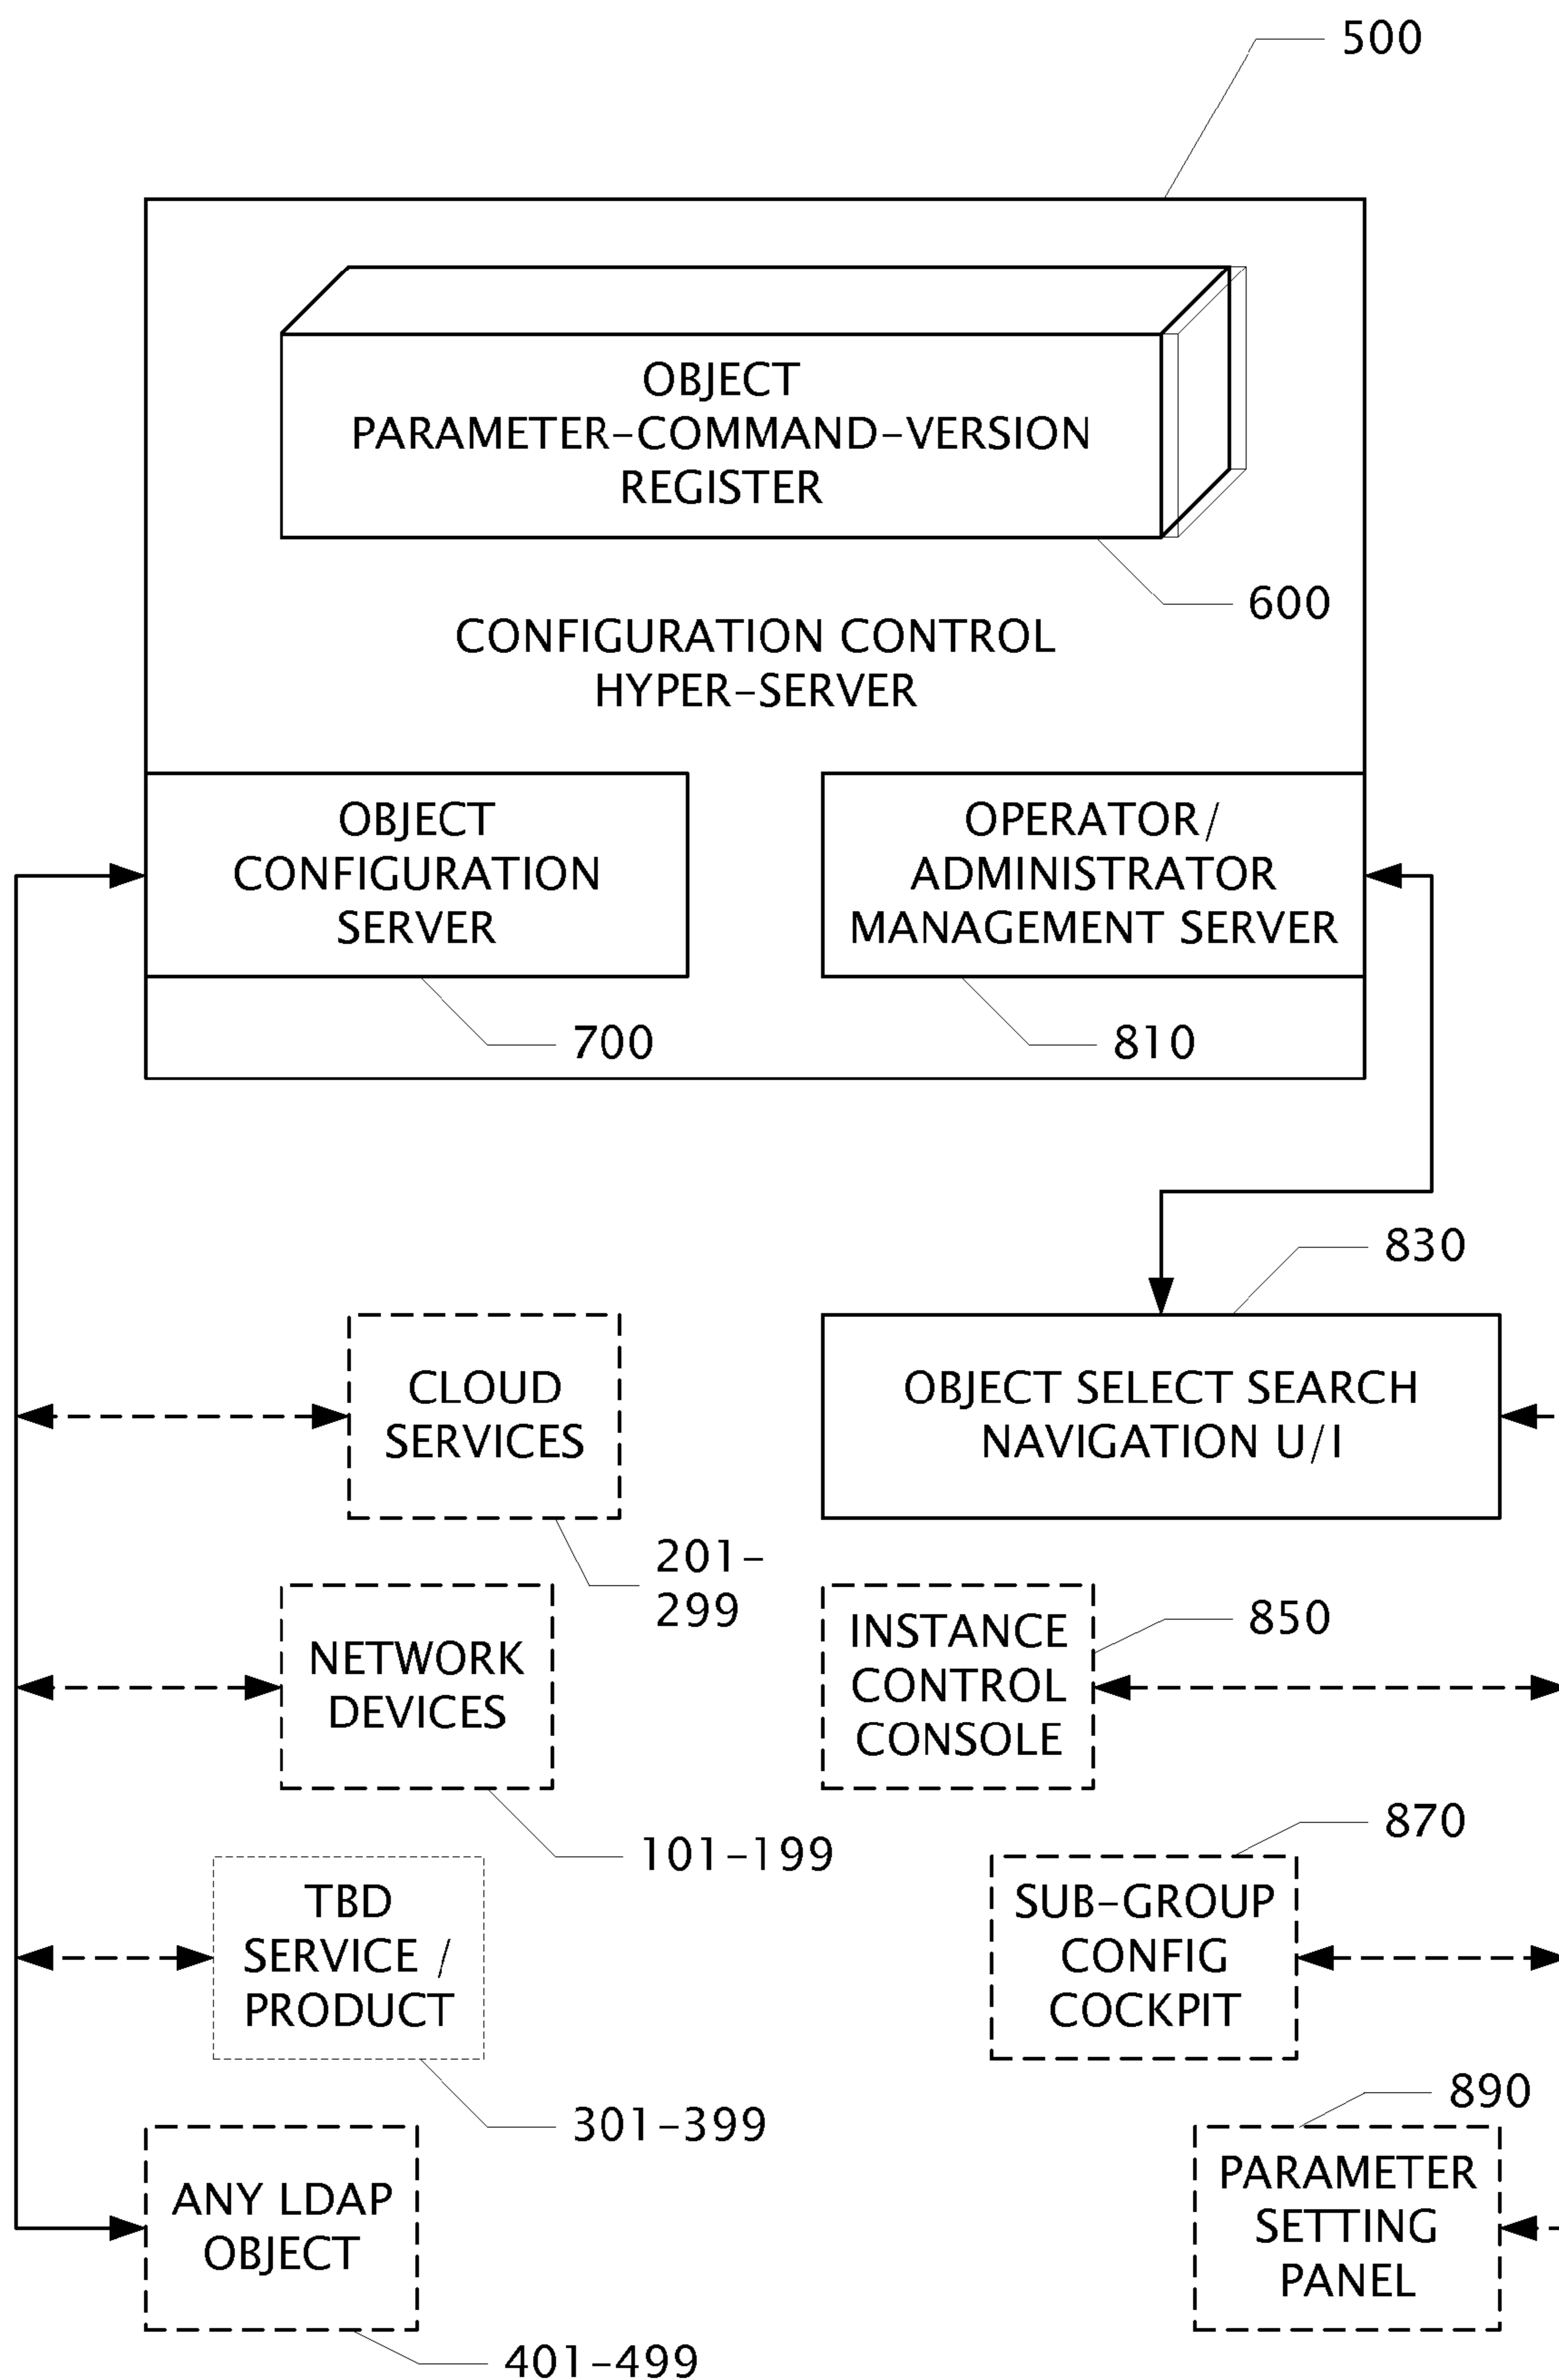 500
OBJECT
PARAMETER-COMMAND-VERSION
REGISTER
600
CONFIGURATION CONTROL
HYPER-SERVER
OBJECT
CONFIGURATION
SERVER
700
OPERATOR/
ADMINISTRATOR
MANAGEMENT SERVER
810
830
CLOUD
SERVICES
201-
299
OBJECT SELECT SEARCH
NAVIGATION U/I
NETWORK
DEVICES
101-199
INSTANCE
CONTROL
CONSOLE
850
870
TBD
SERVICE /
PRODUCT
301-399
SUB-GROUP
CONFIG
COCKPIT
890
ANY LDAP
OBJECT
401-499
PARAMETER
SETTING
PANEL